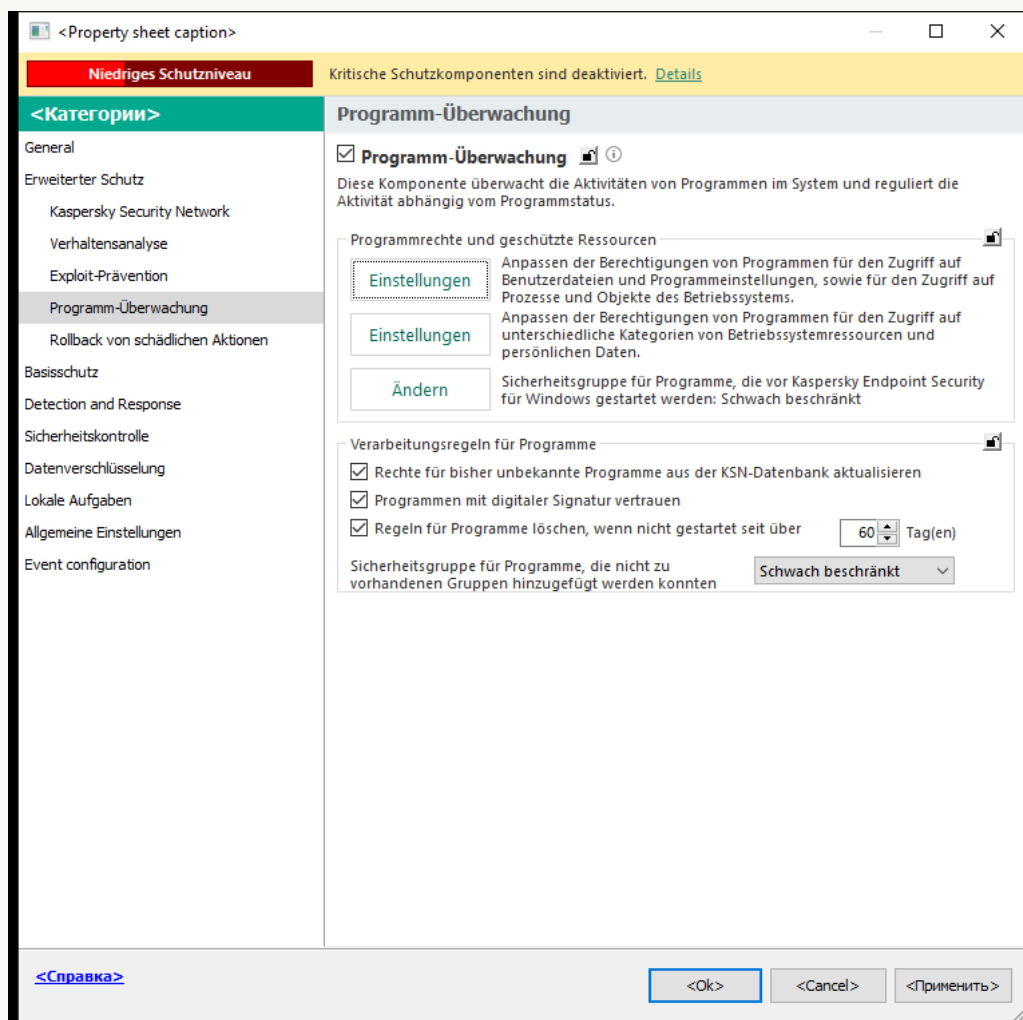 <Property sheet caption>
Niedriges Schutzniveau
Kritische Schutzkomponenten sind deaktiviert. Details
<Категории>
General
Erweiterter Schutz
Kaspersky Security Network
Verhaltensanalyse
Exploit-Prävention
Programm-Überwachung
Rollback von schädlichen Aktionen
Basisschutz
Detection and Response
Sicherheitskontrolle
Datenverschlüsselung
Lokale Aufgaben
Allgemeine Einstellungen
Event configuration
Programm-Überwachung
Programm-Überwachung
Diese Komponente überwacht die Aktivitäten von Programmen im System und reguliert die
Aktivität abhängig vom Programmstatus.
Programmrechte und geschützte Ressourcen
Einstellungen
Anpassen der Berechtigungen von Programmen für den Zugriff auf
Benutzerdateien und Programmeinstellungen, sowie für den Zugriff auf
Prozesse und Objekte des Betriebssystems.
Einstellungen
Anpassen der Berechtigungen von Programmen für den Zugriff auf
unterschiedliche Kategorien von Betriebssystemressourcen und
persönlichen Daten.
Ändern
Sicherheitsgruppe für Programme, die vor Kaspersky Endpoint Security
für Windows gestartet werden: Schwach beschränkt
Verarbeitungsregeln für Programme
Rechte für bisher unbekannte Programme aus der KSN-Datenbank aktualisieren
Programmen mit digitaler Signatur vertrauen
Regeln für Programme löschen, wenn nicht gestartet seit über 60 Tag(en)
Sicherheitsgruppe für Programme, die nicht zu
vorhandenen Gruppen hinzugefügt werden konnten
Schwach beschränkt
<Справка>
<Ok>
<Cancel>
<Применить>